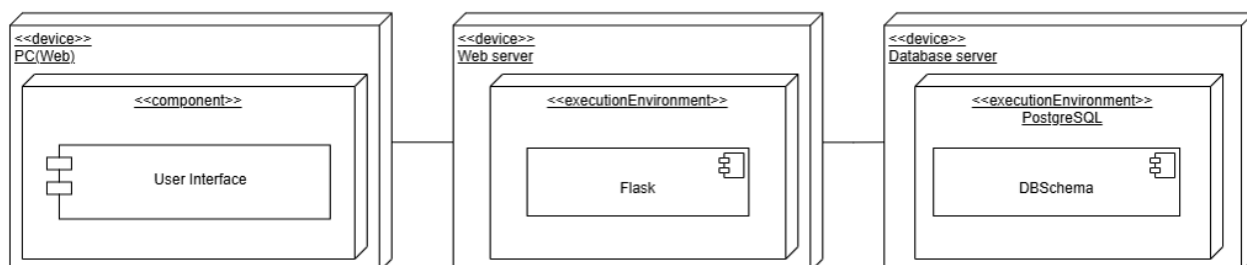 <<device>>
PC(Web)
<<component>>
User Interface
<<device>>
Web server
<<executionEnvironment>>
Flask
<<device>>
Database server
<<executionEnvironment>>
PostgreSQL
DBSchema